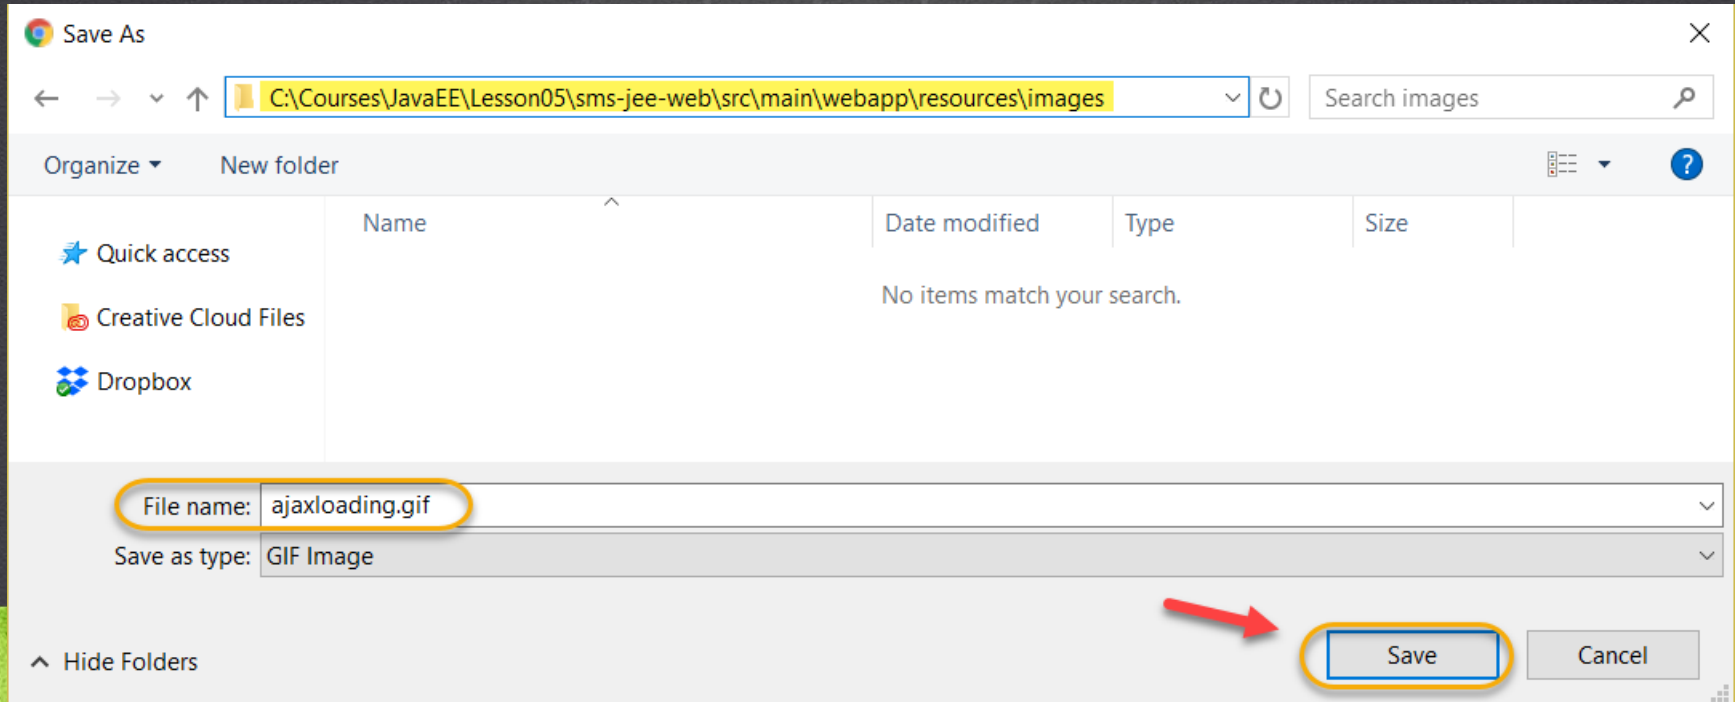 Save As
C:\Courses\JavaEE\Lesson05\sms-jee-web\src\main\webapp\resources\images
Search images
Organize
New folder
?
Name
Date modified
Type
Size
Quick access
Creative Cloud Files
Dropbox
No items match your search.
File name: ajaxloading.gif
Save as type: GIF Image
Hide Folders
Save
Cancel